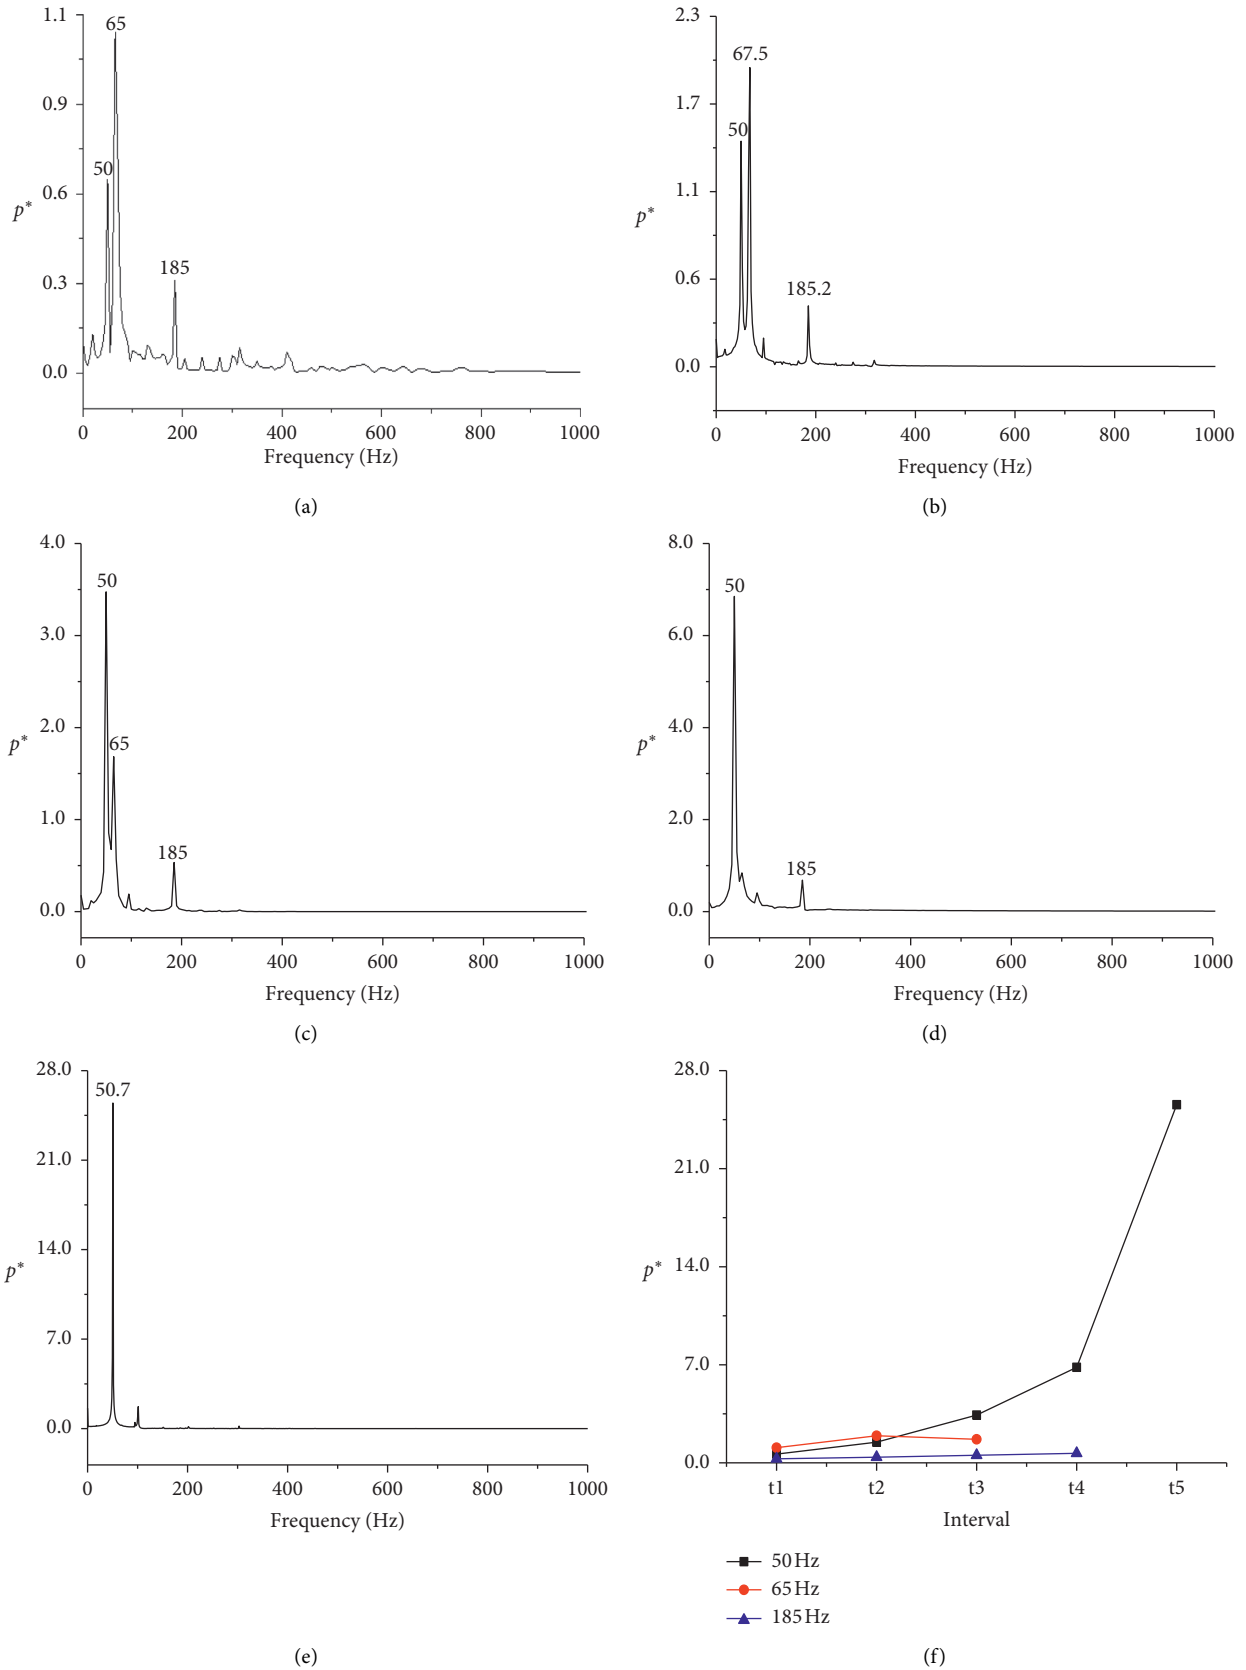 1.1
0.9
0.6
0.3
0.0
p*
50
65
185
0 200 400 600 800 1000
Frequency (Hz)
(a)
2.3
1.7
1.1
0.6
0.0
p*
50
67.5
185.2
0 200 400 600 800 1000
Frequency (Hz)
(b)
4.0
3.0
2.0
1.0
0.0
p*
50
65
185
0 200 400 600 800 1000
Frequency (Hz)
(c)
8.0
6.0
4.0
2.0
0.0
p*
50
185
0 200 400 600 800 1000
Frequency (Hz)
(d)
28.0
21.0
14.0
7.0
0.0
p*
50.7
0 200 400 600 800 1000
Frequency (Hz)
(e)
28.0
21.0
14.0
7.0
0.0
p*
t1 t2 t3 t4 t5
Interval
50 Hz
65 Hz
185 Hz
(f)